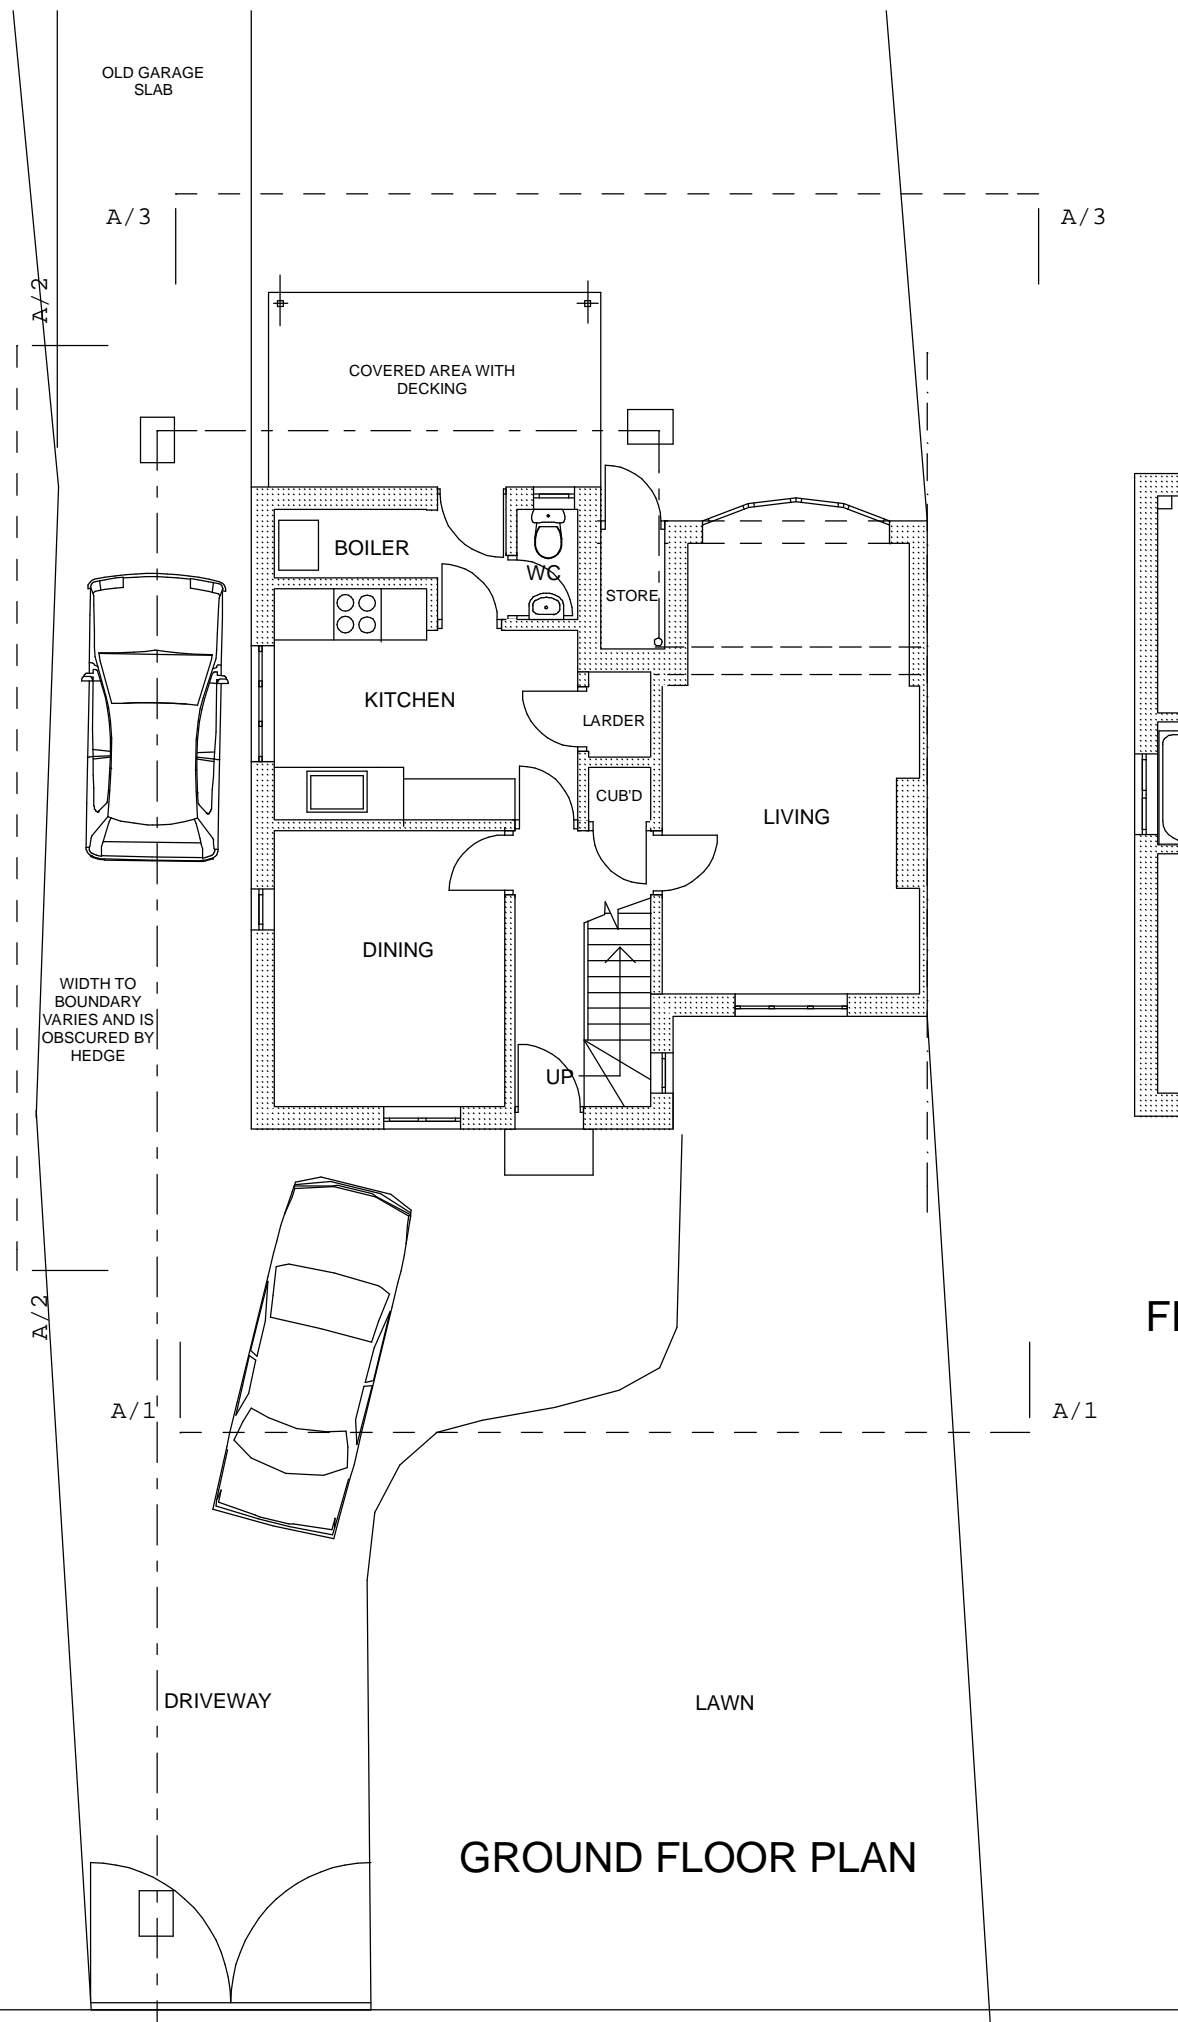 OLD GARAGE
SLAB
A/3
A/3
A/2
COVERED AREA WITH
DECKING
BOILER
WC
STORE
KITCHEN
LARDER
CUB'D
LIVING
DINING
WIDTH TO
BOUNDARY
VARIES AND IS
OBSCURED BY
HEDGE
UP
A/2
A/1
A/1
DRIVEWAY
LAWN
GROUND FLOOR PLAN